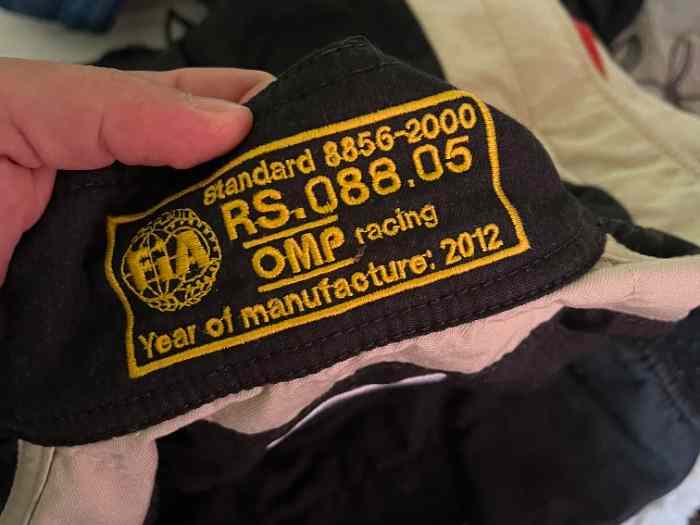 standard 8856-2000
RS.088.05
OMP racing
FIA
Year of manufacture: 2012